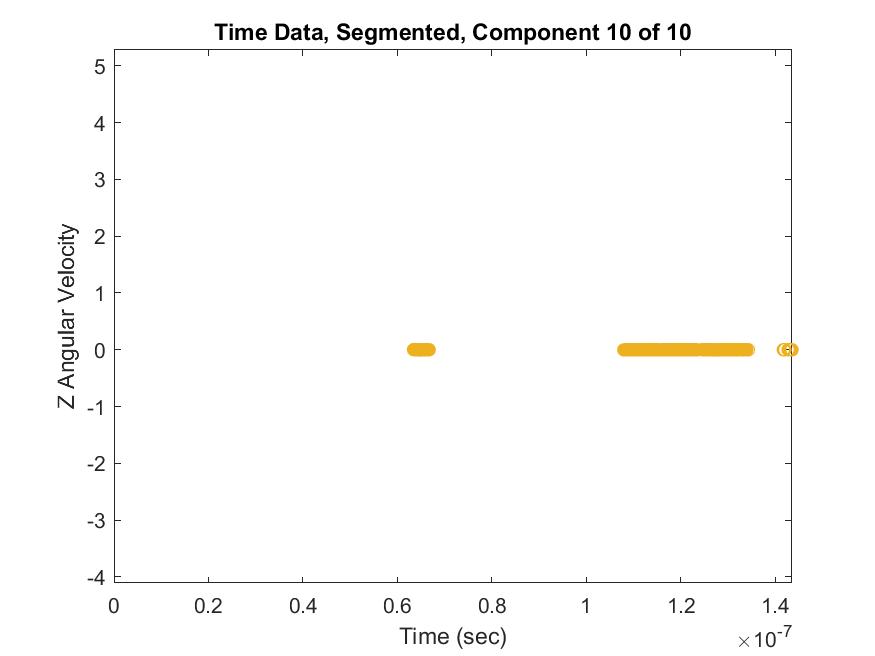 Time Data, Segmented, Component 10 of 10
Z Angular Velocity
5
4
3
2
1
0
-1
-2
-3
-4
0 0.2 0.4 0.6 0.8 1 1.2 1.4
Time (sec)
×10-7